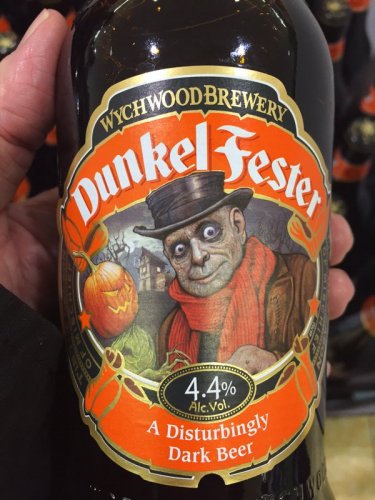 WYCHWOOD BREWERY
Dunkel Fester
4.4%
Alc.Vol.
A Disturbingly
Dark Beer